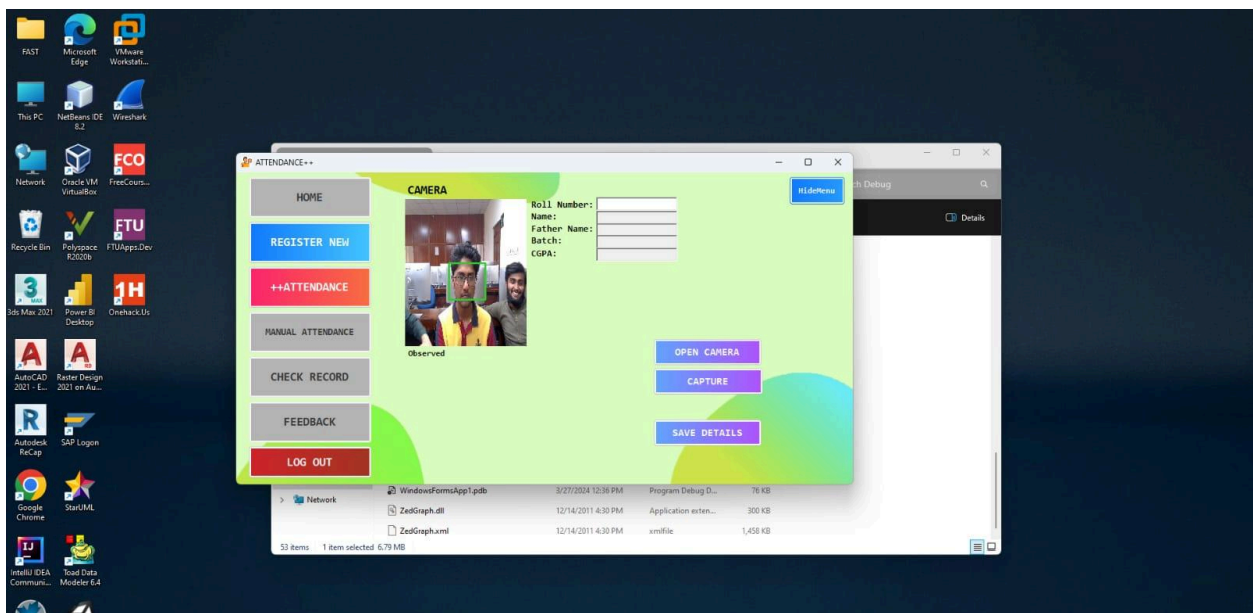 FAST
Microsoft
Edge
VMware
Workstati...
This PC
NetBeans IDE
8.2
Wireshark
Network
Oracle VM
VirtualBox
FCO
FreeCours...
Recycle Bin
Polyspace
R2020b
FTU
FTUApps.Dev
3
MAX
3ds Max 2021
Power BI
Desktop
1H
Onehack.Us
AutoCAD
2021 - E...
Raster Design
2021 on Au...
Autodesk
ReCap
SAP Logon
Google
Chrome
StarUML
IntelliJ IDEA
Communi...
Toad Data
Modeler 6.4
ATTENDANCE++
HOME
REGISTER NEW
++ATTENDANCE
MANUAL ATTENDANCE
CHECK RECORD
FEEDBACK
LOG OUT
CAMERA
HideMenu
Roll Number:
Name:
Father Name:
Batch:
CGPA:
Observed
OPEN CAMERA
CAPTURE
SAVE DETAILS
ch Debug
Details
Network
WindowsFormsApp1.pdb 3/27/2024 12:36 PM Program Debug D... 76 KB
ZedGraph.dll 12/14/2011 4:30 PM Application exten... 300 KB
ZedGraph.xml 12/14/2011 4:30 PM xmlfile 1,458 KB
53 items 1 item selected 6.79 MB